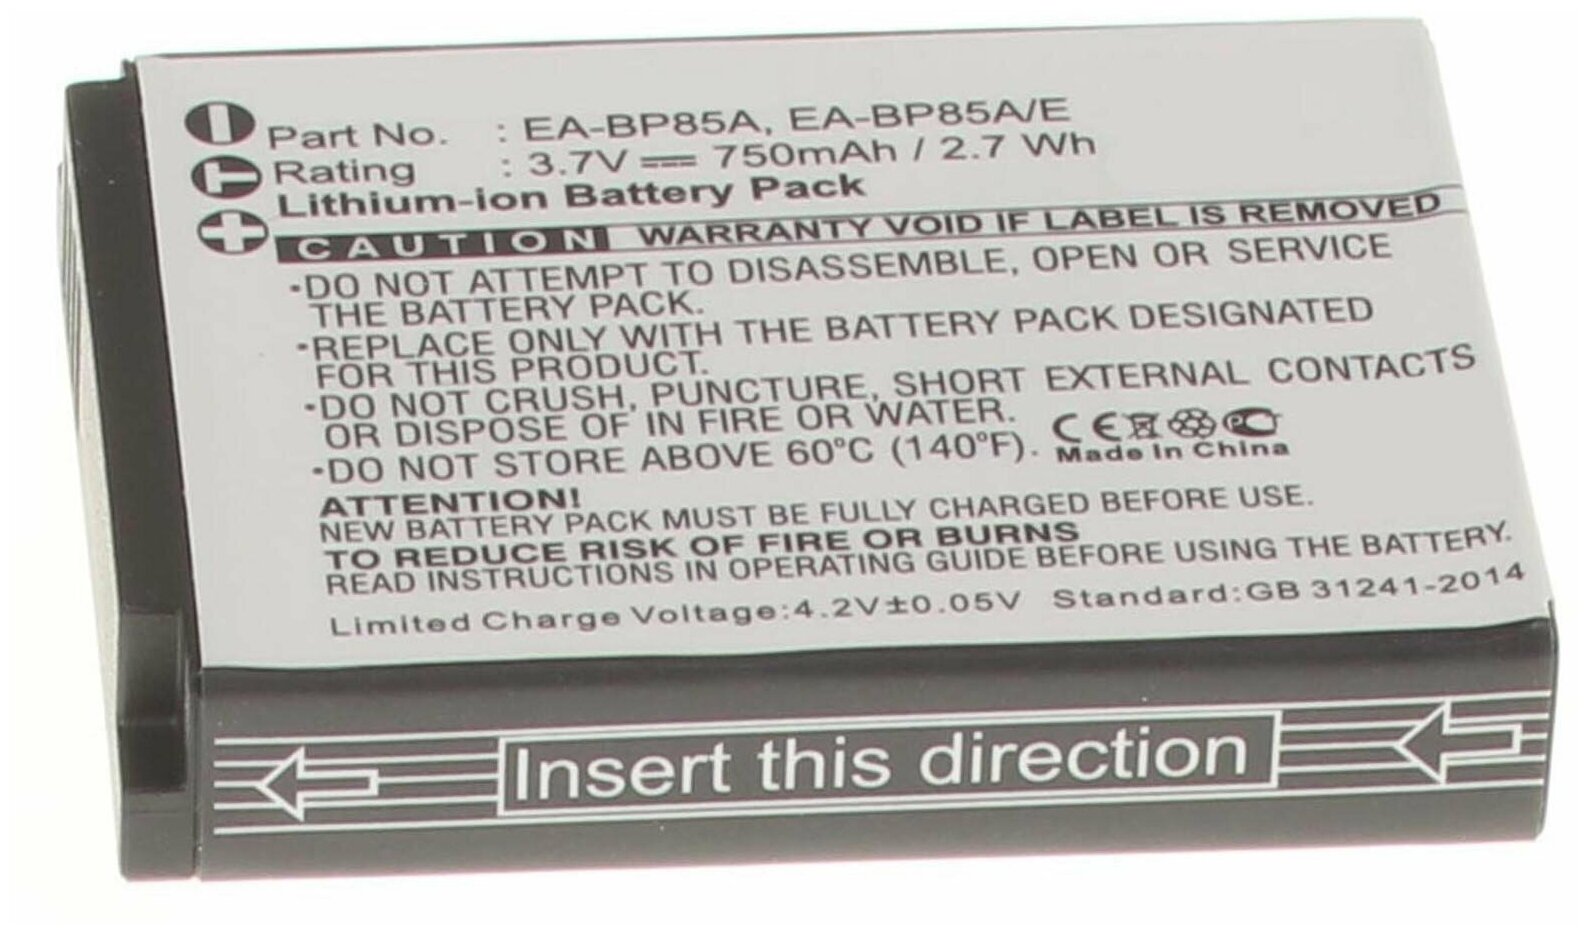 Part No. : EA-BP85A, EA-BP85A/E
Rating : 3.7V 750mAh / 2.7 Wh
Lithium-ion Battery Pack
CAUTION WARRANTY VOID IF LABEL IS REMOVED
•DO NOT ATTEMPT TO DISASSEMBLE, OPEN OR SERVICE
THE BATTERY PACK.
•REPLACE ONLY WITH THE BATTERY PACK DESIGNATED
FOR THIS PRODUCT.
•DO NOT CRUSH, PUNCTURE, SHORT EXTERNAL CONTACTS
OR DISPOSE OF IN FIRE OR WATER.
•DO NOT STORE ABOVE 60°C (140°F).
CE
Made In China
ATTENTION!
NEW BATTERY PACK MUST BE FULLY CHARGED BEFORE USE.
TO REDUCE RISK OF FIRE OR BURNS
READ INSTRUCTIONS IN OPERATING GUIDE BEFORE USING THE BATTERY.
Limited Charge Voltage:4.2V±0.05V Standard:GB 31241-2014
Insert this direction